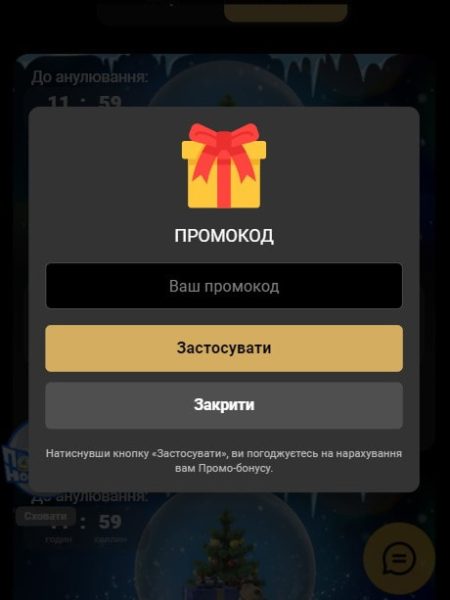 До анулювання:
11 : 59
ПРОМОКОД
Ваш промокод
Застосувати
Закрити
Натиснувши кнопку «Застосувати», ви погоджуєтесь на нарахування
вам Промо-бонусу.
До анулювання:
Сховати
: 59
годин хвилин